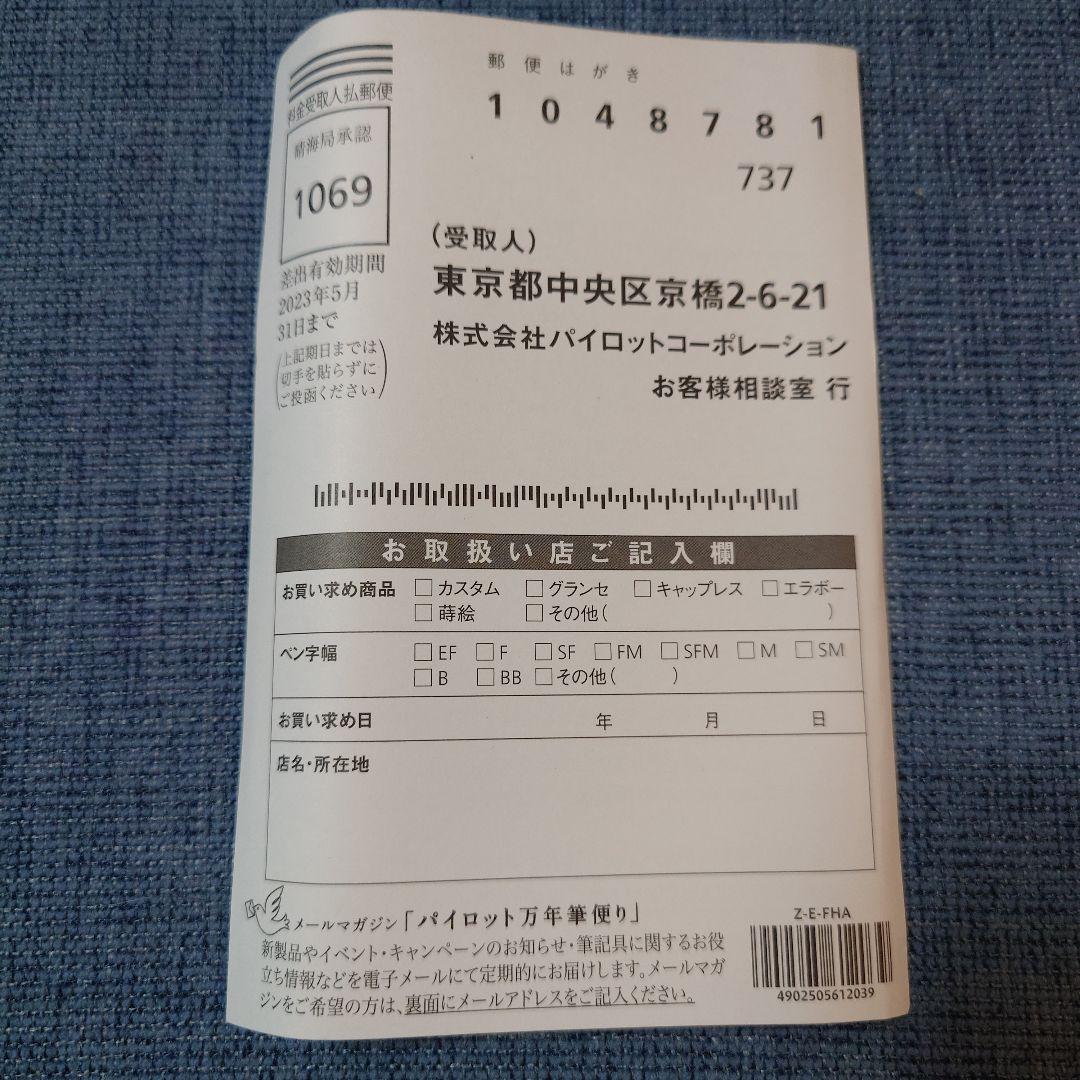 郵便はがき
1048781
737
料金受取人払郵便
晴海局承認
1069
差出有効期間
2023年5月
31日まで
(上記期日までは
切手を貼らずに
ご投函ください)
(受取人)
東京都中央区京橋2-6-21
株式会社パイロットコーポレーション
お客様相談室 行
お取扱い店ご記入欄
お買い求め商品 □カスタム □グランセ □キャップレス □エラボー
□蒔絵 □その他( )
ペン字幅 □EF □F □SF □FM □SFM □M □SM
□B □BB □その他( )
お買い求め日 年 月 日
店名・所在地
メールマガジン「パイロット万年筆便り」
新製品やイベント・キャンペーンのお知らせ・筆記具に関するお役
立ち情報などを電子メールにて定期的にお届けします。メールマガ
ジンをご希望の方は、裏面にメールアドレスをご記入ください。
Z-E-FHA
4902505612039